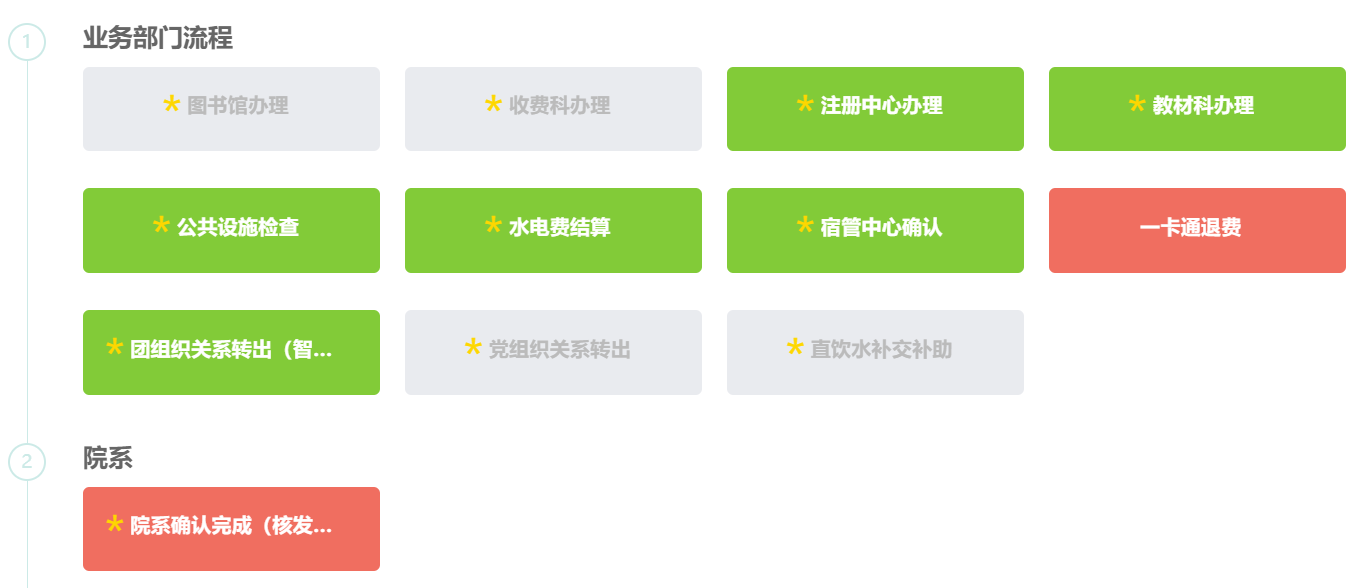 1
业务部门流程
* 图书馆办理
* 收费科办理
* 注册中心办理
* 教材科办理
* 公共设施检查
* 水电费结算
* 宿管中心确认
一卡通退费
* 团组织关系转出（智...
* 党组织关系转出
* 直饮水补交补助
2
院系
* 院系确认完成（核发...